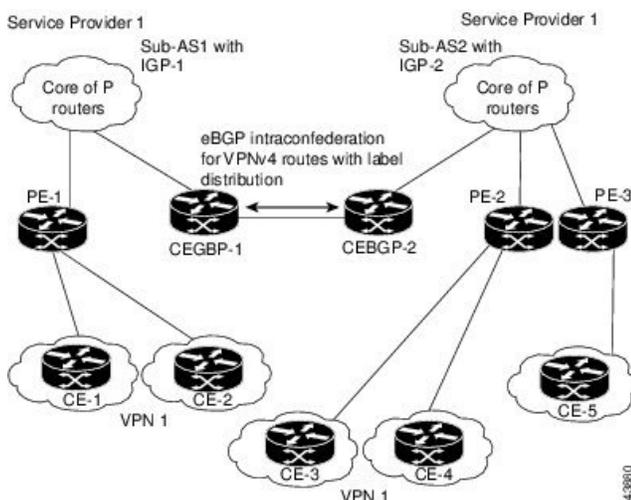 Service Provider 1
Service Provider 1
Sub-AS1 with
IGP-1
Sub-AS2 with
IGP-2
Core of P
routers
Core of P
routers
eBGP intraconfederation
for VPNv4 routes with label
distribution
PE-1
PE-2
PE-3
CEGBP-1
CEBGP-2
CE-1
CE-2
VPN 1
CE-5
CE-3
CE-4
VPN 1